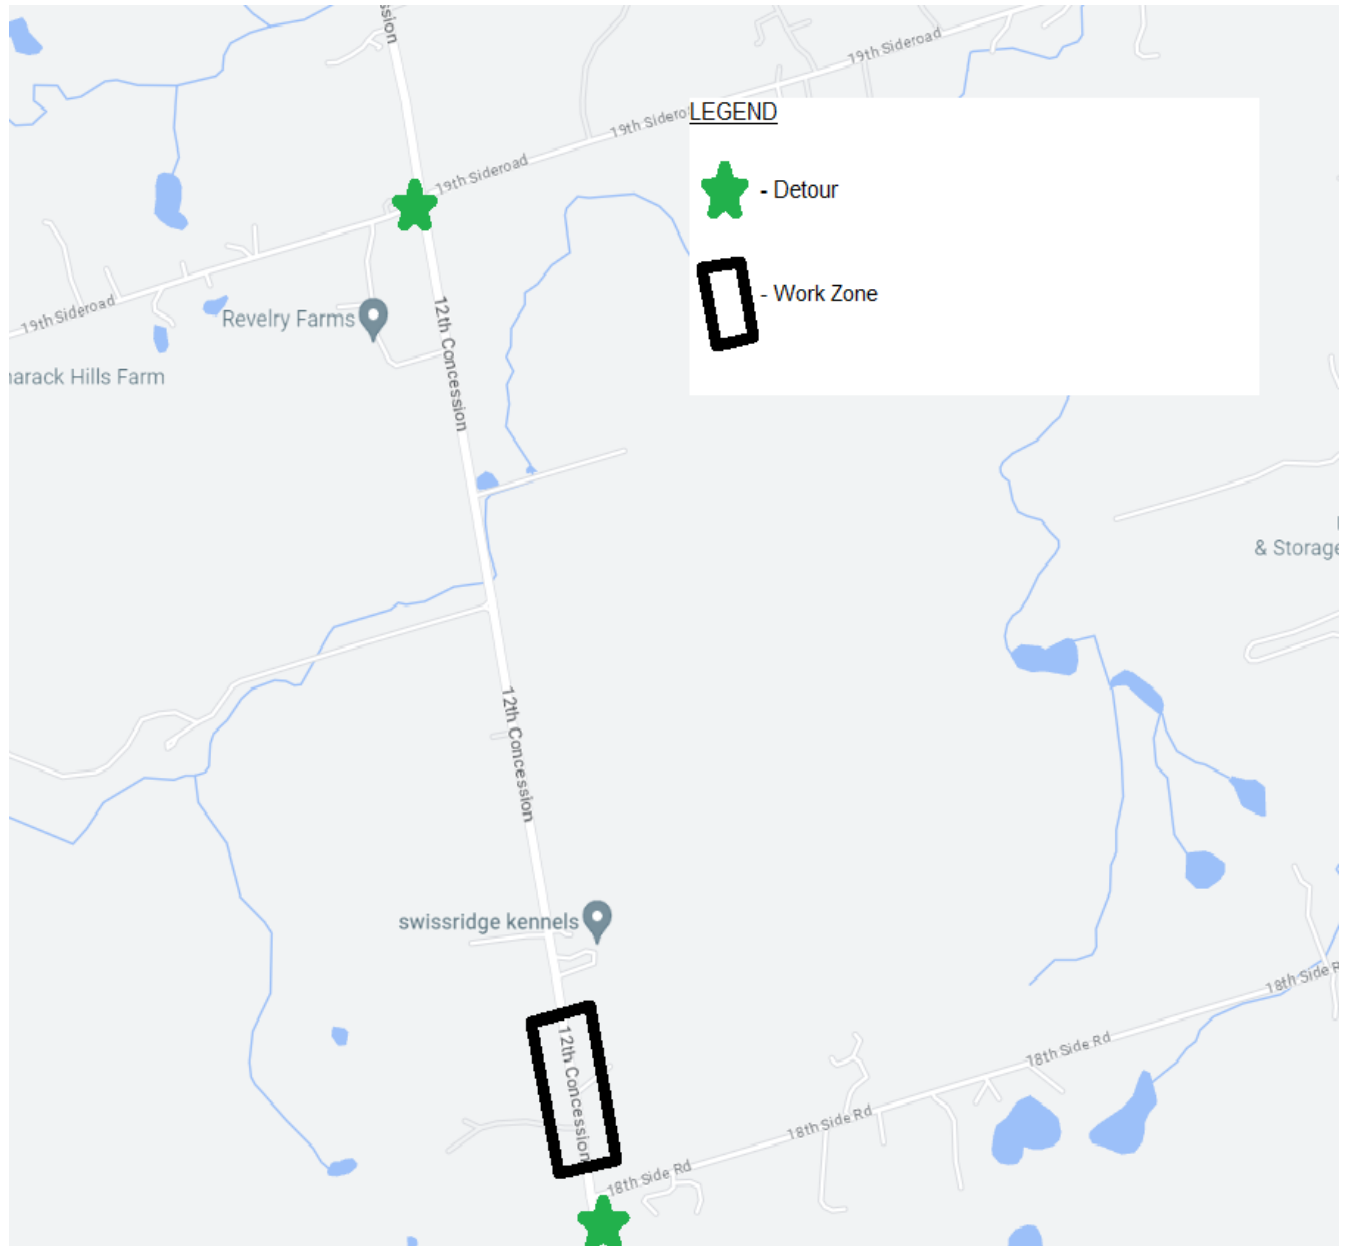 ssion
19th Sideroad
19th Sidero
LEGEND
19th Sideroad
- Detour
- Work Zone
19th Sideroad
Revelry Farms
12th Concession
arack Hills Farm
& Storage
12th Concession
swissridge kennels
18th Side R
12th Concession
18th Side Rd
18th Side Rd
18th Side Rd